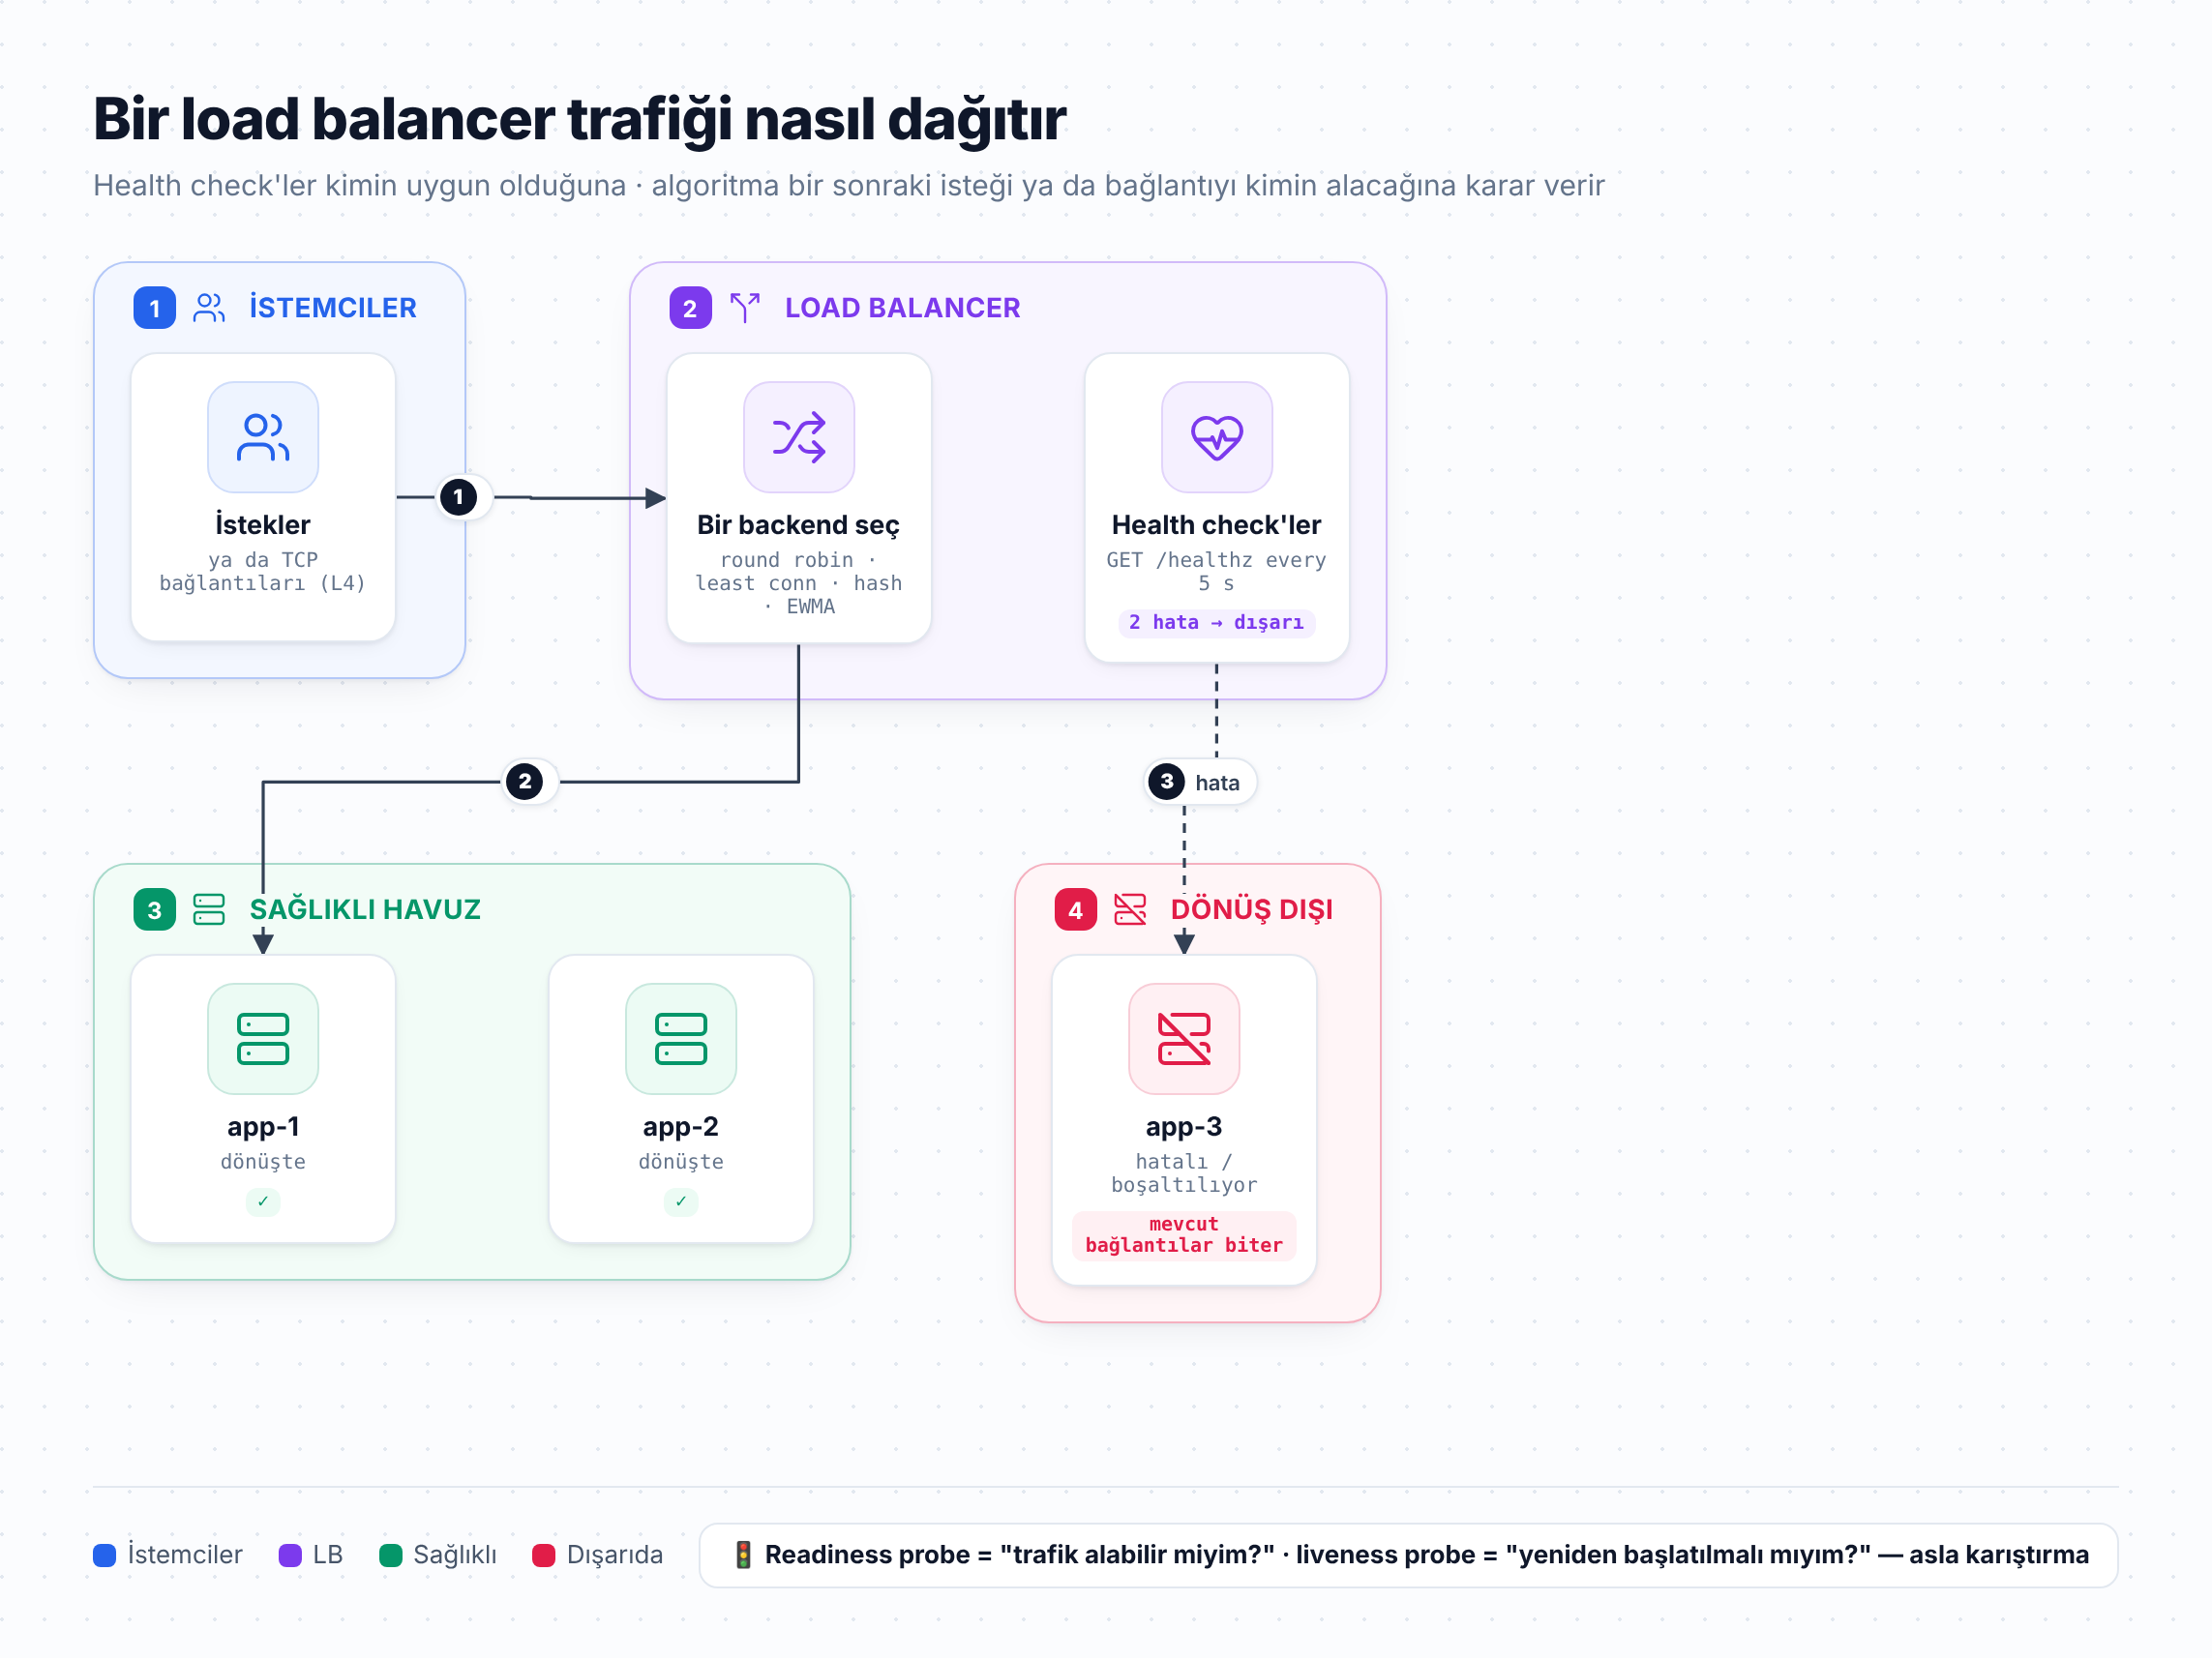 Bir load balancer trafiği nasıl dağıtır
Health check'ler kimin uygun olduğuna · algoritma bir sonraki isteği ya da bağlantıyı kimin alacağına karar verir
1 İSTEMCILER
İstekler
ya da TCP
bağlantıları (L4)
1
2 LOAD BALANCER
Bir backend seç
round robin ·
least conn · hash
· EWMA
Health check'ler
GET /healthz every
5 s
2 hata → dışarı
2
3 hata
3 SAĞLIKLI HAVUZ
app-1
dönüşte
✓
app-2
dönüşte
✓
4 DÖNÜŞ DIŞI
app-3
hatalı /
boşaltılıyor
mevcut
bağlantılar biter
İstemciler
LB
Sağlıklı
Dışarıda
🚦 Readiness probe = "trafik alabilir miyim?" · liveness probe = "yeniden başlatılmalı mıyım?" — asla karıştırma